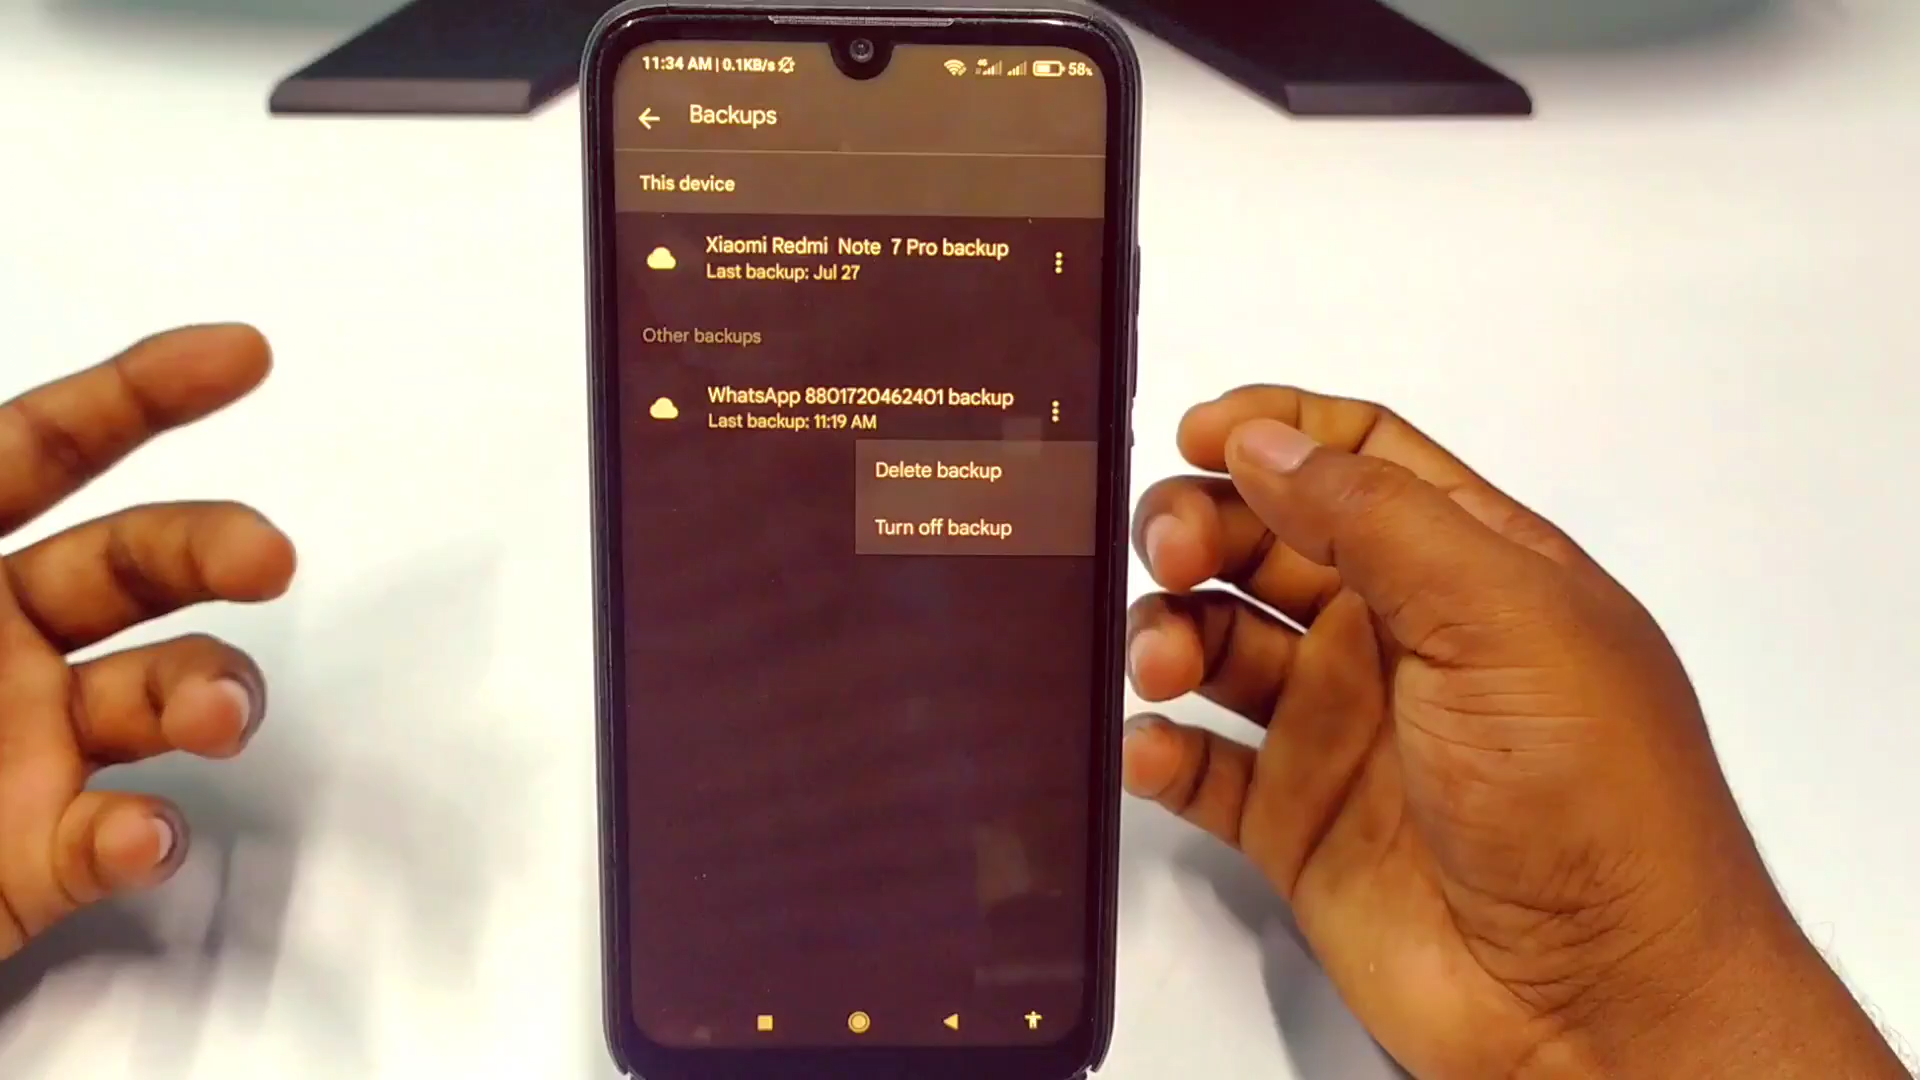 11:34 AM | 0.1KB/s
4G
58%
Backups
This device
Xiaomi Redmi Note 7 Pro backup
Last backup: Jul 27
Other backups
WhatsApp 8801720462401 backup
Last backup: 11:19 AM
Delete backup
Turn off backup